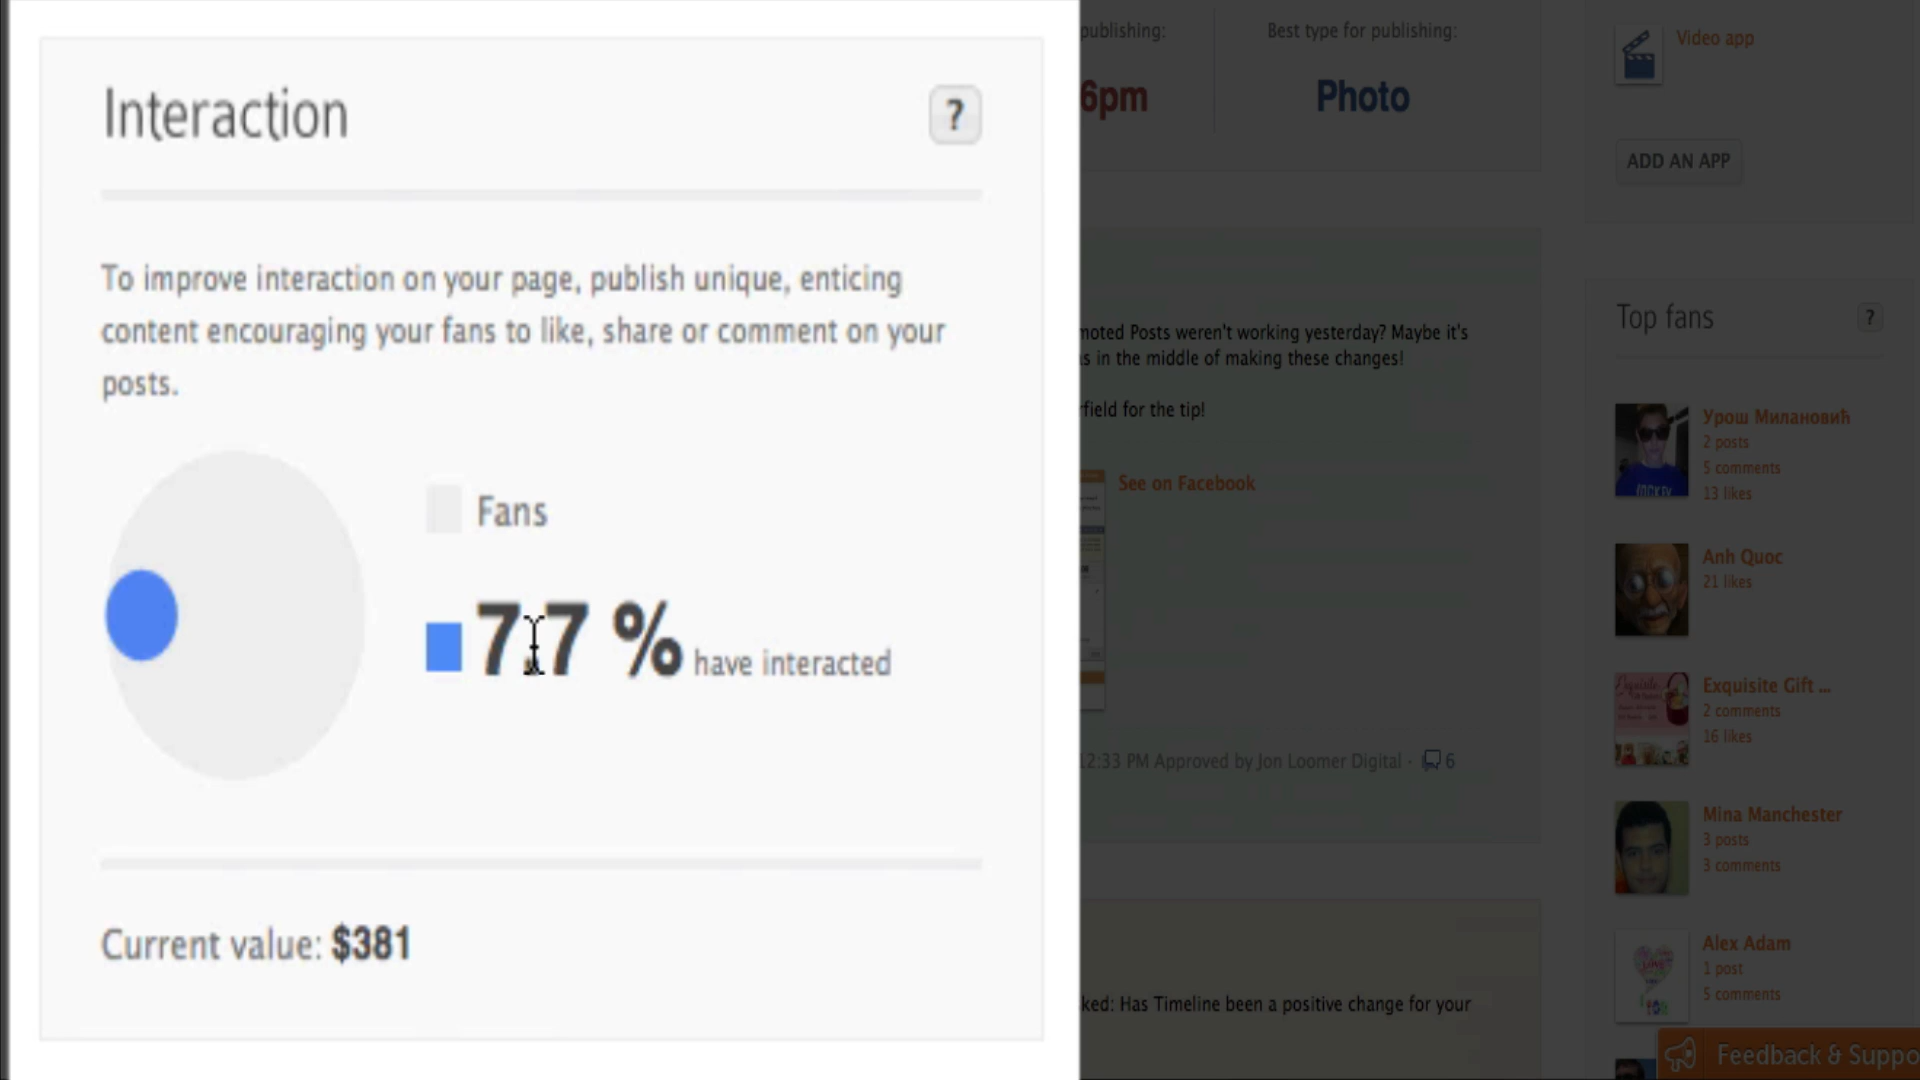 Interaction
?
To improve interaction on your page, publish unique, enticing
content encouraging your fans to like, share or comment on your
posts.
Fans
7.7 % have interacted
Current value: $381
publishing:
6pm
Best type for publishing:
Photo
moted Posts weren't working yesterday? Maybe it's
s in the middle of making these changes!
field for the tip!
See on Facebook
12:33 PM Approved by Jon Loomer Digital · 6
ked: Has Timeline been a positive change for your
Video app
ADD AN APP
Top fans
?
Урош Милановић
2 posts
5 comments
13 likes
Anh Quoc
21 likes
Exquisite Gift ...
2 comments
16 likes
Mina Manchester
3 posts
3 comments
Alex Adam
1 post
5 comments
Feedback & Suppo